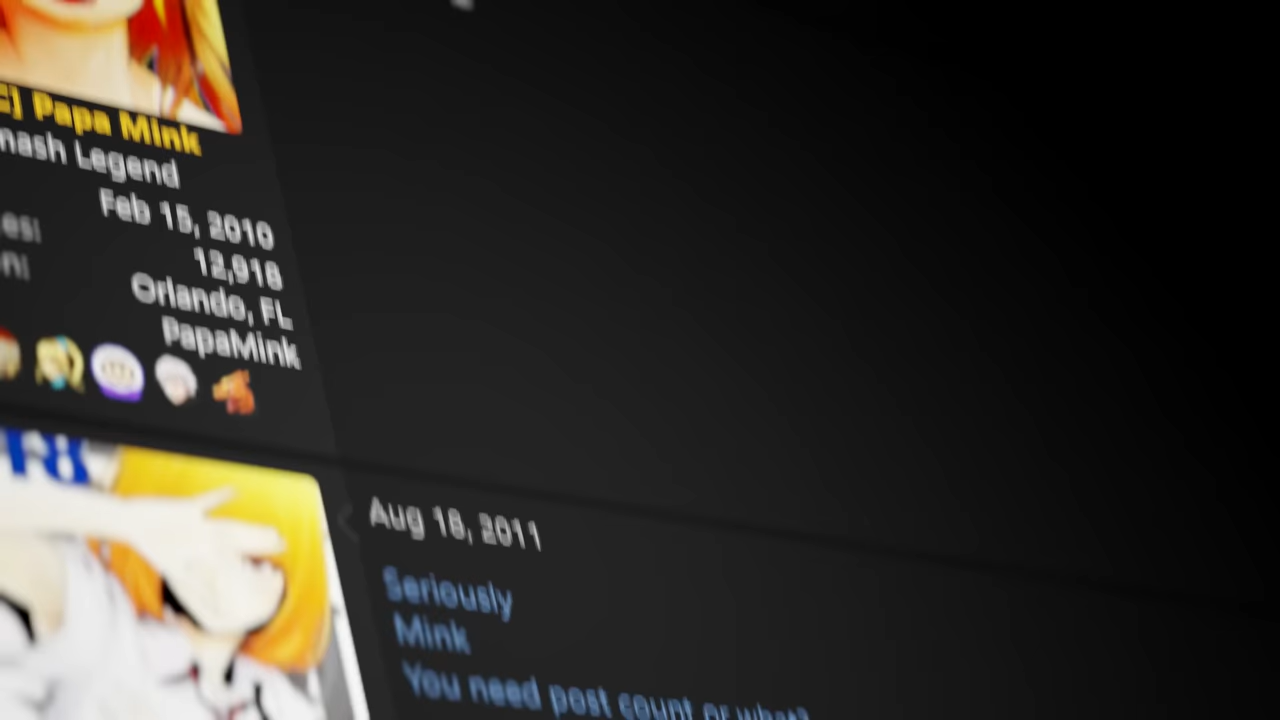 Papa Mink
Legend
Feb 15, 2010
12,918
Orlando, FL
PapaMink
Aug 18, 2011
Seriously
Mink
You need post count or what?